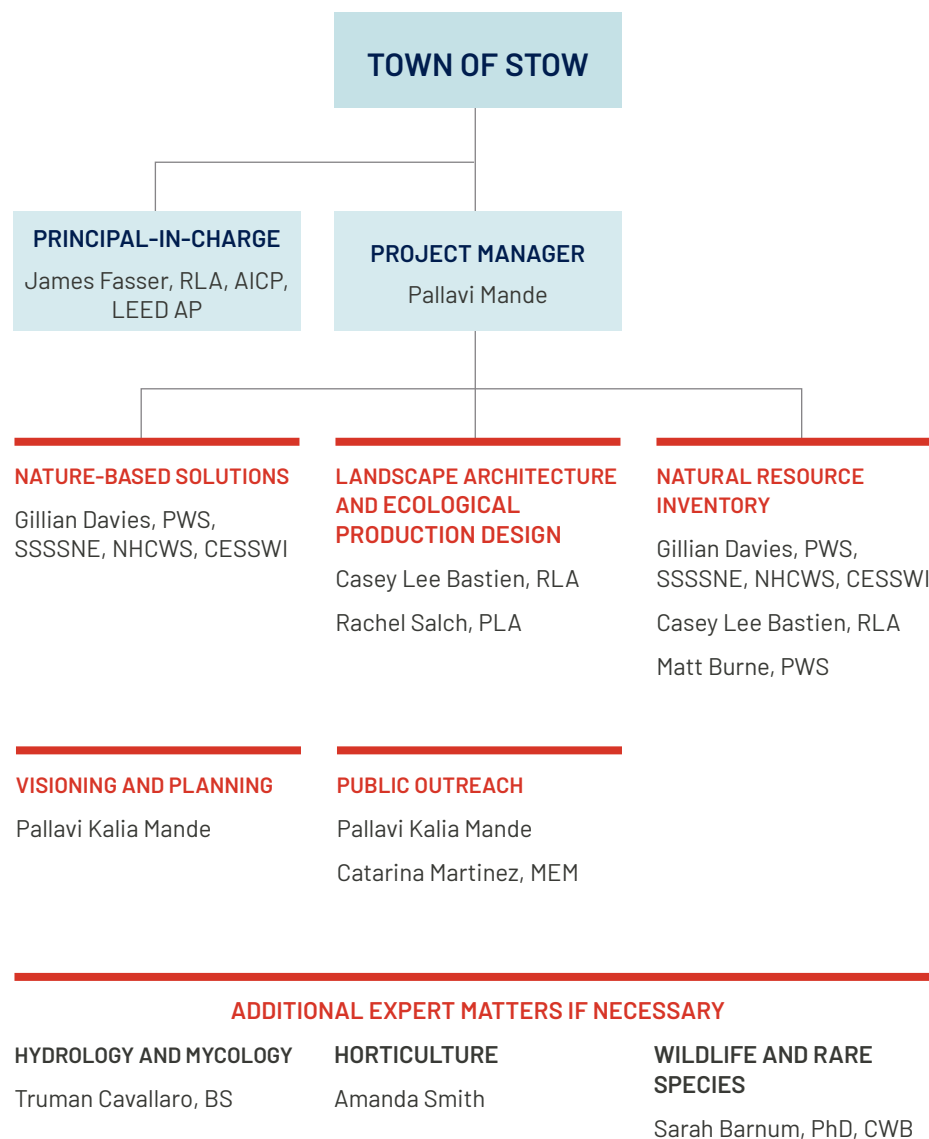 TOWN OF STOW
PRINCIPAL-IN-CHARGE
James Fasser, RLA, AICP,
LEED AP
PROJECT MANAGER
Pallavi Mande
NATURE-BASED SOLUTIONS
Gillian Davies, PWS,
SSSSNE, NHCWS, CESSWI
LANDSCAPE ARCHITECTURE
AND ECOLOGICAL
PRODUCTION DESIGN
Casey Lee Bastien, RLA
Rachel Salch, PLA
NATURAL RESOURCE
INVENTORY
Gillian Davies, PWS,
SSSSNE, NHCWS, CESSWI
Casey Lee Bastien, RLA
Matt Burne, PWS
VISIONING AND PLANNING
Pallavi Kalia Mande
PUBLIC OUTREACH
Pallavi Kalia Mande
Catarina Martinez, MEM
ADDITIONAL EXPERT MATTERS IF NECESSARY
HYDROLOGY AND MYCOLOGY
Truman Cavallaro, BS
HORTICULTURE
Amanda Smith
WILDLIFE AND RARE
SPECIES
Sarah Barnum, PhD, CWB